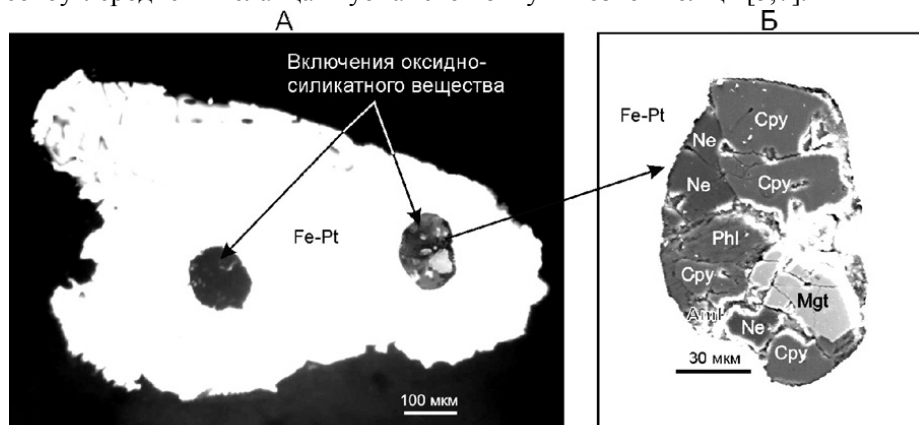 А
Б
Включения оксидно-
силикатного вещества
Fe-Pt
100 мкм
Fe-Pt
Cpy
Ne
Cpy
Ne
Phl
Cpy
Mgt
Ne
Cpy
30 мкм